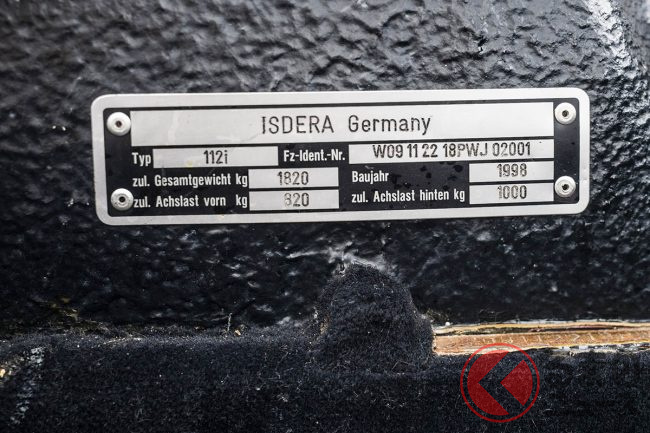 ISDERA Germany
Typ 112i Fz-Ident.-Nr. W09 11 22 18PWJ 02001
zul. Gesamtgewicht kg 1820 Baujahr 1998
zul. Achslast vorn kg 820 zul. Achslast hinten kg 1000